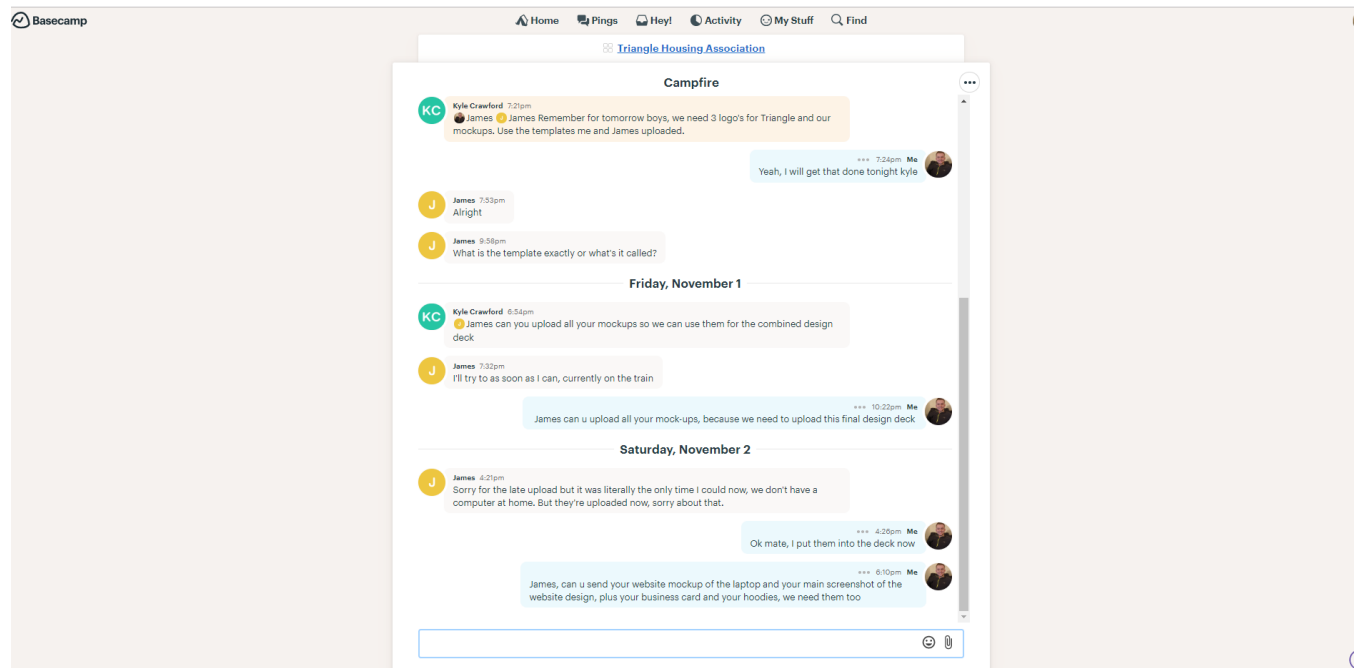 Basecamp
Home Pings Hey! Activity My Stuff Find
Triangle Housing Association
Campfire
KC
Kyle Crawford 7:21pm
James J James Remember for tomorrow boys, we need 3 logo's for Triangle and our
mockups. Use the templates me and James uploaded.
7:24pm Me
Yeah, I will get that done tonight kyle
J
James 7:53pm
Alright
J
James 9:58pm
What is the template exactly or what's it called?
Friday, November 1
KC
Kyle Crawford 6:54pm
J James can you upload all your mockups so we can use them for the combined design
deck
J
James 7:32pm
I'll try to as soon as I can, currently on the train
10:22pm Me
James can u upload all your mock-ups, because we need to upload this final design deck
Saturday, November 2
J
James 4:21pm
Sorry for the late upload but it was literally the only time I could now, we don't have a
computer at home. But they're uploaded now, sorry about that.
4:26pm Me
Ok mate, I put them into the deck now
6:10pm Me
James, can u send your website mockup of the laptop and your main screenshot of the
website design, plus your business card and your hoodies, we need them too